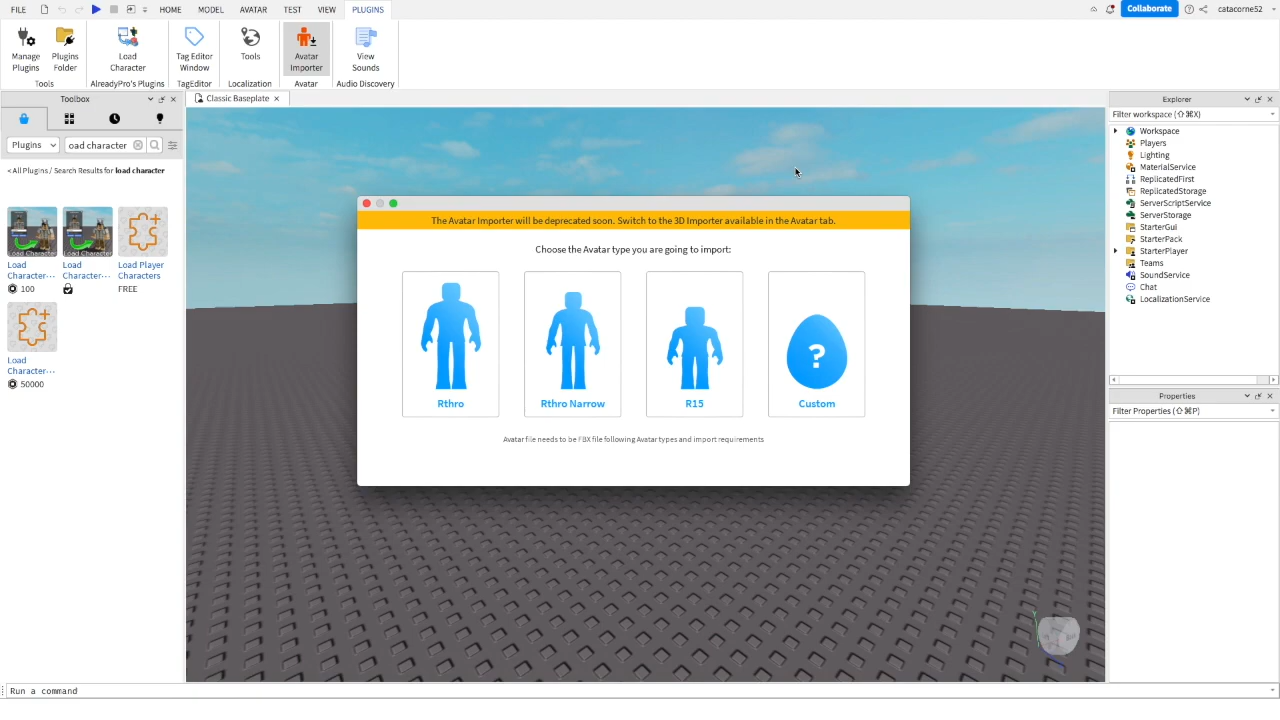 FILE HOME MODEL AVATAR TEST VIEW PLUGINS Collaborate catacorne52
Manage Plugins
Plugins Folder
Load Character
Tag Editor Window
Tools
Avatar Importer
View Sounds
Tools AlreadyPro's Plugins TagEditor Localization Avatar Audio Discovery
Toolbox
Classic Baseplate
Explorer
Filter workspace (⇧⌘X)
Plugins
oad character
< All Plugins / Search Results for load character
Load Character...
100
Load Character...
Load Player Characters
FREE
Load Character...
50000
The Avatar Importer will be deprecated soon. Switch to the 3D Importer available in the Avatar tab.
Choose the Avatar type you are going to import:
?
Rthro
Rthro Narrow
R15
Custom
Avatar file needs to be FBX file following Avatar types and import requirements.
Workspace
Players
Lighting
MaterialService
ReplicatedFirst
ReplicatedStorage
ServerScriptService
ServerStorage
StarterGui
StarterPack
StarterPlayer
Teams
SoundService
Chat
LocalizationService
Properties
Filter Properties (⇧⌘P)
Run a command